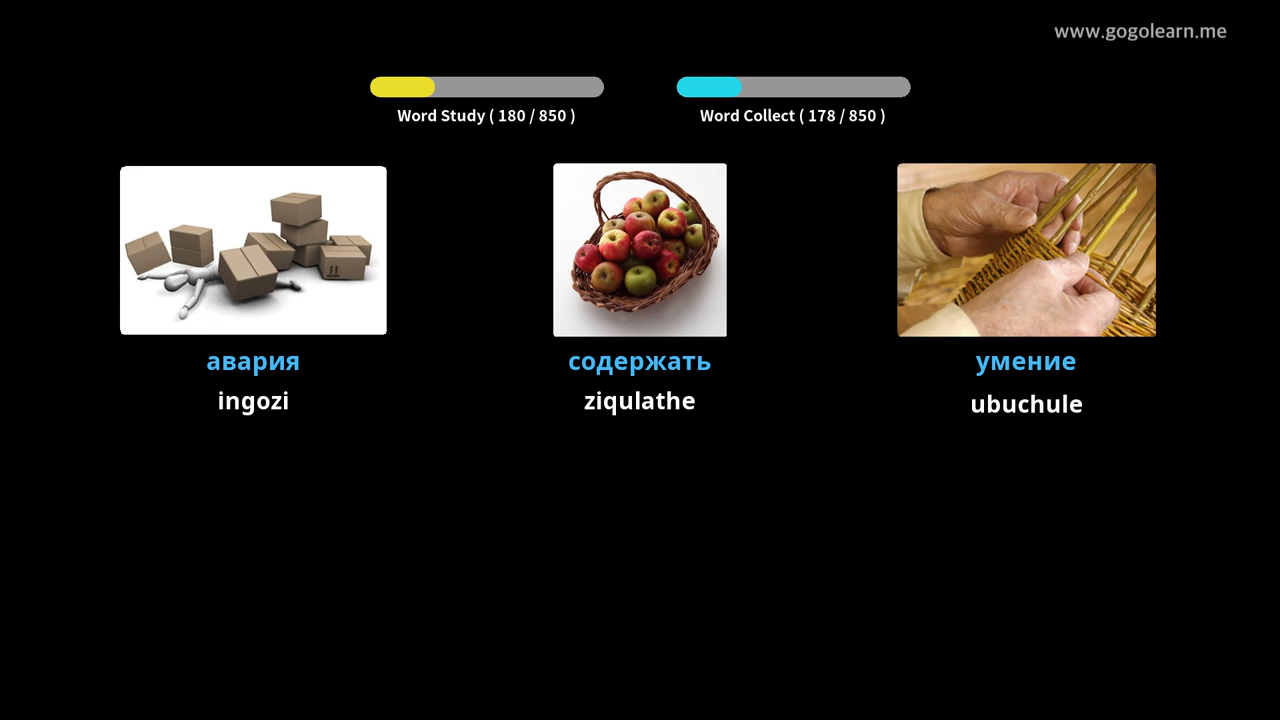 www.gogolearn.me
Word Study ( 180 / 850 )
Word Collect ( 178 / 850 )
авария
содержать
умение
ingozi
ziqulathe
ubuchule